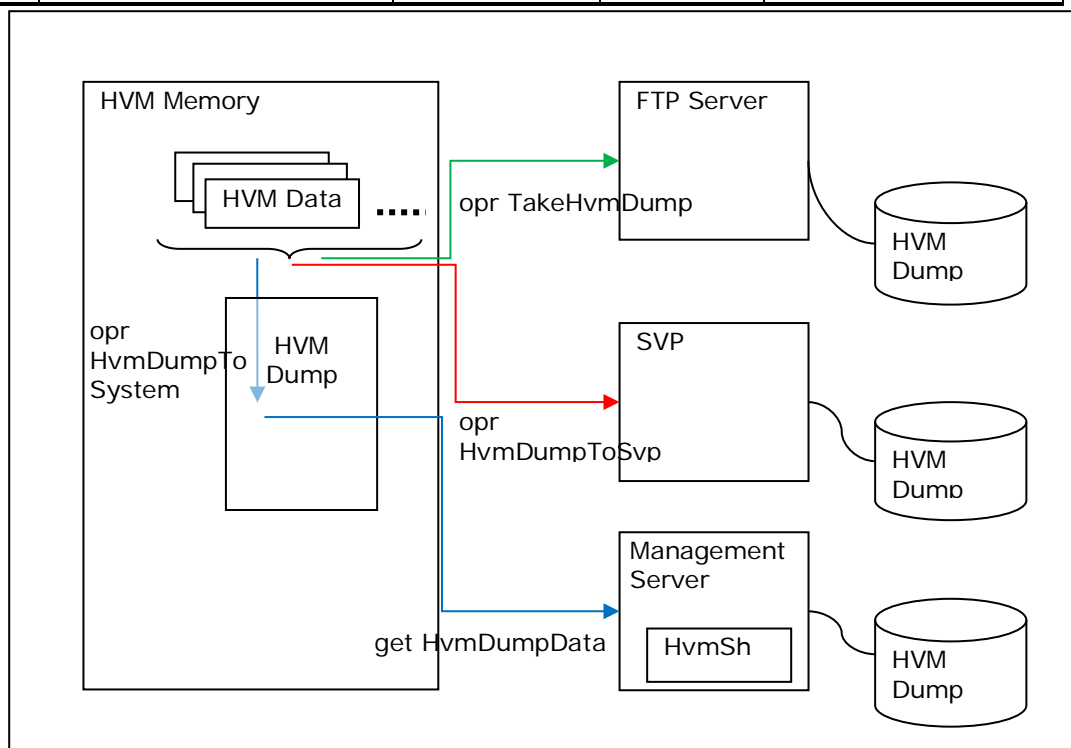 HVM Memory
HVM Data
opr
HvmDumpTo
System
HVM
Dump
opr TakeHvmDump
opr
HvmDumpToSvp
get HvmDumpData
FTP Server
HVM
Dump
SVP
HVM
Dump
Management
Server
HvmSh
HVM
Dump